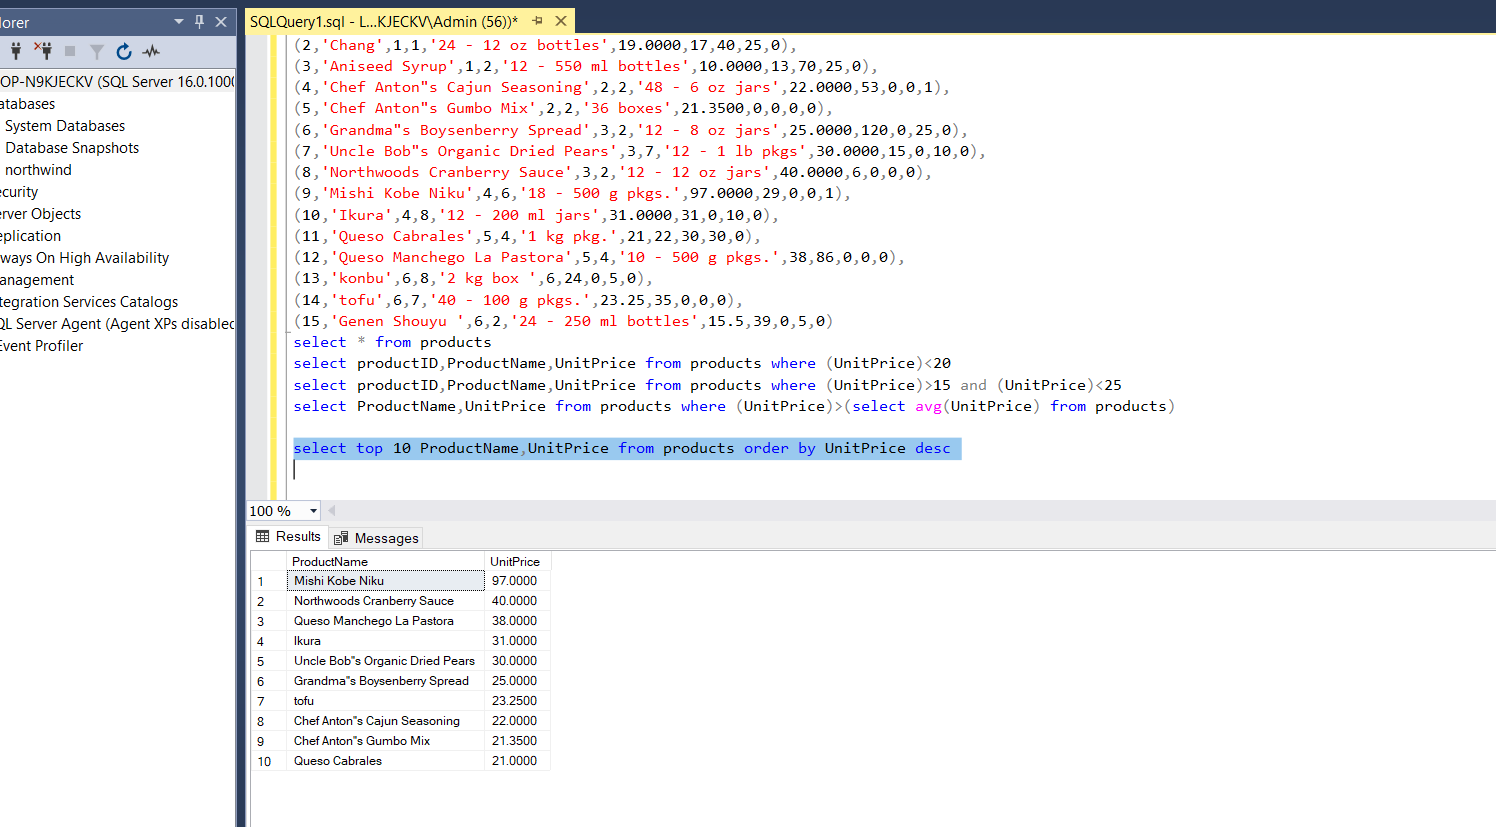 lorer
SQLQuery1.sql - L...KJECKV\Admin (56))*
OP-N9KJECKV (SQL Server 16.0.100
atabases
System Databases
Database Snapshots
northwind
ecurity
erver Objects
eplication
ways On High Availability
anagement
tegration Services Catalogs
QL Server Agent (Agent XPs disabled
Event Profiler
(2,'Chang',1,1,'24 - 12 oz bottles',19.0000,17,40,25,0),
(3,'Aniseed Syrup',1,2,'12 - 550 ml bottles',10.0000,13,70,25,0),
(4,'Chef Anton"s Cajun Seasoning',2,2,'48 - 6 oz jars',22.0000,53,0,0,1),
(5,'Chef Anton"s Gumbo Mix',2,2,'36 boxes',21.3500,0,0,0,0),
(6,'Grandma"s Boysenberry Spread',3,2,'12 - 8 oz jars',25.0000,120,0,25,0),
(7,'Uncle Bob"s Organic Dried Pears',3,7,'12 - 1 lb pkgs',30.0000,15,0,10,0),
(8,'Northwoods Cranberry Sauce',3,2,'12 - 12 oz jars',40.0000,6,0,0,0),
(9,'Mishi Kobe Niku',4,6,'18 - 500 g pkgs.',97.0000,29,0,0,1),
(10,'Ikura',4,8,'12 - 200 ml jars',31.0000,31,0,10,0),
(11,'Queso Cabrales',5,4,'1 kg pkg.',21,22,30,30,0),
(12,'Queso Manchego La Pastora',5,4,'10 - 500 g pkgs.',38,86,0,0,0),
(13,'konbu',6,8,'2 kg box ',6,24,0,5,0),
(14,'tofu',6,7,'40 - 100 g pkgs.',23.25,35,0,0,0),
(15,'Genen Shouyu ',6,2,'24 - 250 ml bottles',15.5,39,0,5,0)
select * from products
select productID,ProductName,UnitPrice from products where (UnitPrice)<20
select productID,ProductName,UnitPrice from products where (UnitPrice)>15 and (UnitPrice)<25
select ProductName,UnitPrice from products where (UnitPrice)>(select avg(UnitPrice) from products)
select top 10 ProductName,UnitPrice from products order by UnitPrice desc
100 %
Results Messages
ProductName UnitPrice
1 Mishi Kobe Niku 97.0000
2 Northwoods Cranberry Sauce 40.0000
3 Queso Manchego La Pastora 38.0000
4 Ikura 31.0000
5 Uncle Bob"s Organic Dried Pears 30.0000
6 Grandma"s Boysenberry Spread 25.0000
7 tofu 23.2500
8 Chef Anton"s Cajun Seasoning 22.0000
9 Chef Anton"s Gumbo Mix 21.3500
10 Queso Cabrales 21.0000